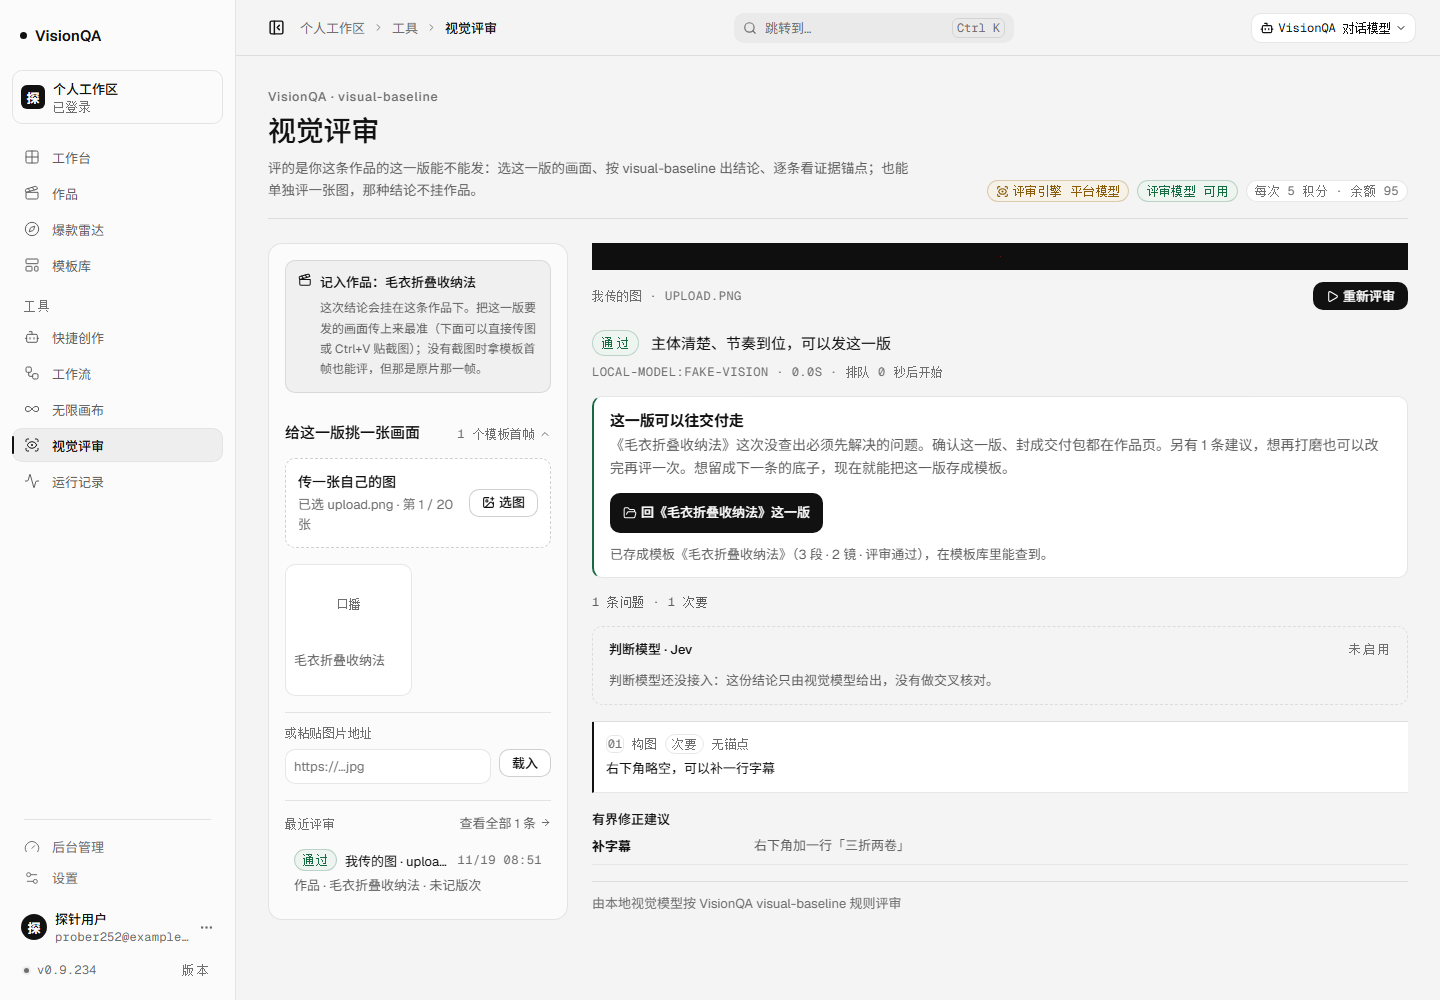 VisionQA
探
个人工作区
已登录
工作台
作品
爆款雷达
模板库
工具
快捷创作
工作流
无限画布
视觉评审
运行记录
后台管理
设置
探
探针用户
prober252@example…
v0.9.234
版本
个人工作区
工具
视觉评审
跳转到…
Ctrl K
VisionQA 对话模型
VisionQA · visual-baseline
视觉评审
评的是你这条作品的这一版能不能发：选这一版的画面、按 visual-baseline 出结论、逐条看证据锚点；也能
单独评一张图，那种结论不挂作品。
评审引擎 平台模型
评审模型 可用
每次 5 积分 · 余额 95
记入作品：毛衣折叠收纳法
这次结论会挂在这条作品下。把这一版要
发的画面传上来最准（下面可以直接传图
或 Ctrl+V 贴截图）；没有截图时拿模板首
帧也能评，但那是原片那一帧。
给这一版挑一张画面
1 个模板首帧
传一张自己的图
已选 upload.png · 第 1 / 20
张
选图
口播
毛衣折叠收纳法
或粘贴图片地址
https://…jpg
载入
最近评审
查看全部 1 条
通过
我传的图 · uploa…
11/19 08:51
作品 · 毛衣折叠收纳法 · 未记版次
我传的图 · UPLOAD.PNG
重新评审
通过
主体清楚、节奏到位，可以发这一版
LOCAL-MODEL:FAKE-VISION · 0.0S · 排队 0 秒后开始
这一版可以往交付走
《毛衣折叠收纳法》这次没查出必须先解决的问题。确认这一版、封成交付包都在作品页。另有 1 条建议，想再打磨也可以改
完再评一次。想留成下一条的底子，现在就能把这一版存成模板。
回《毛衣折叠收纳法》这一版
已存成模板《毛衣折叠收纳法》（3 段 · 2 镜 · 评审通过），在模板库里能查到。
1 条问题 · 1 次要
判断模型 · Jev
未启用
判断模型还没接入：这份结论只由视觉模型给出，没有做交叉核对。
01 构图 次要 无锚点
右下角略空，可以补一行字幕
有界修正建议
补字幕
右下角加一行「三折两卷」
由本地视觉模型按 VisionQA visual-baseline 规则评审